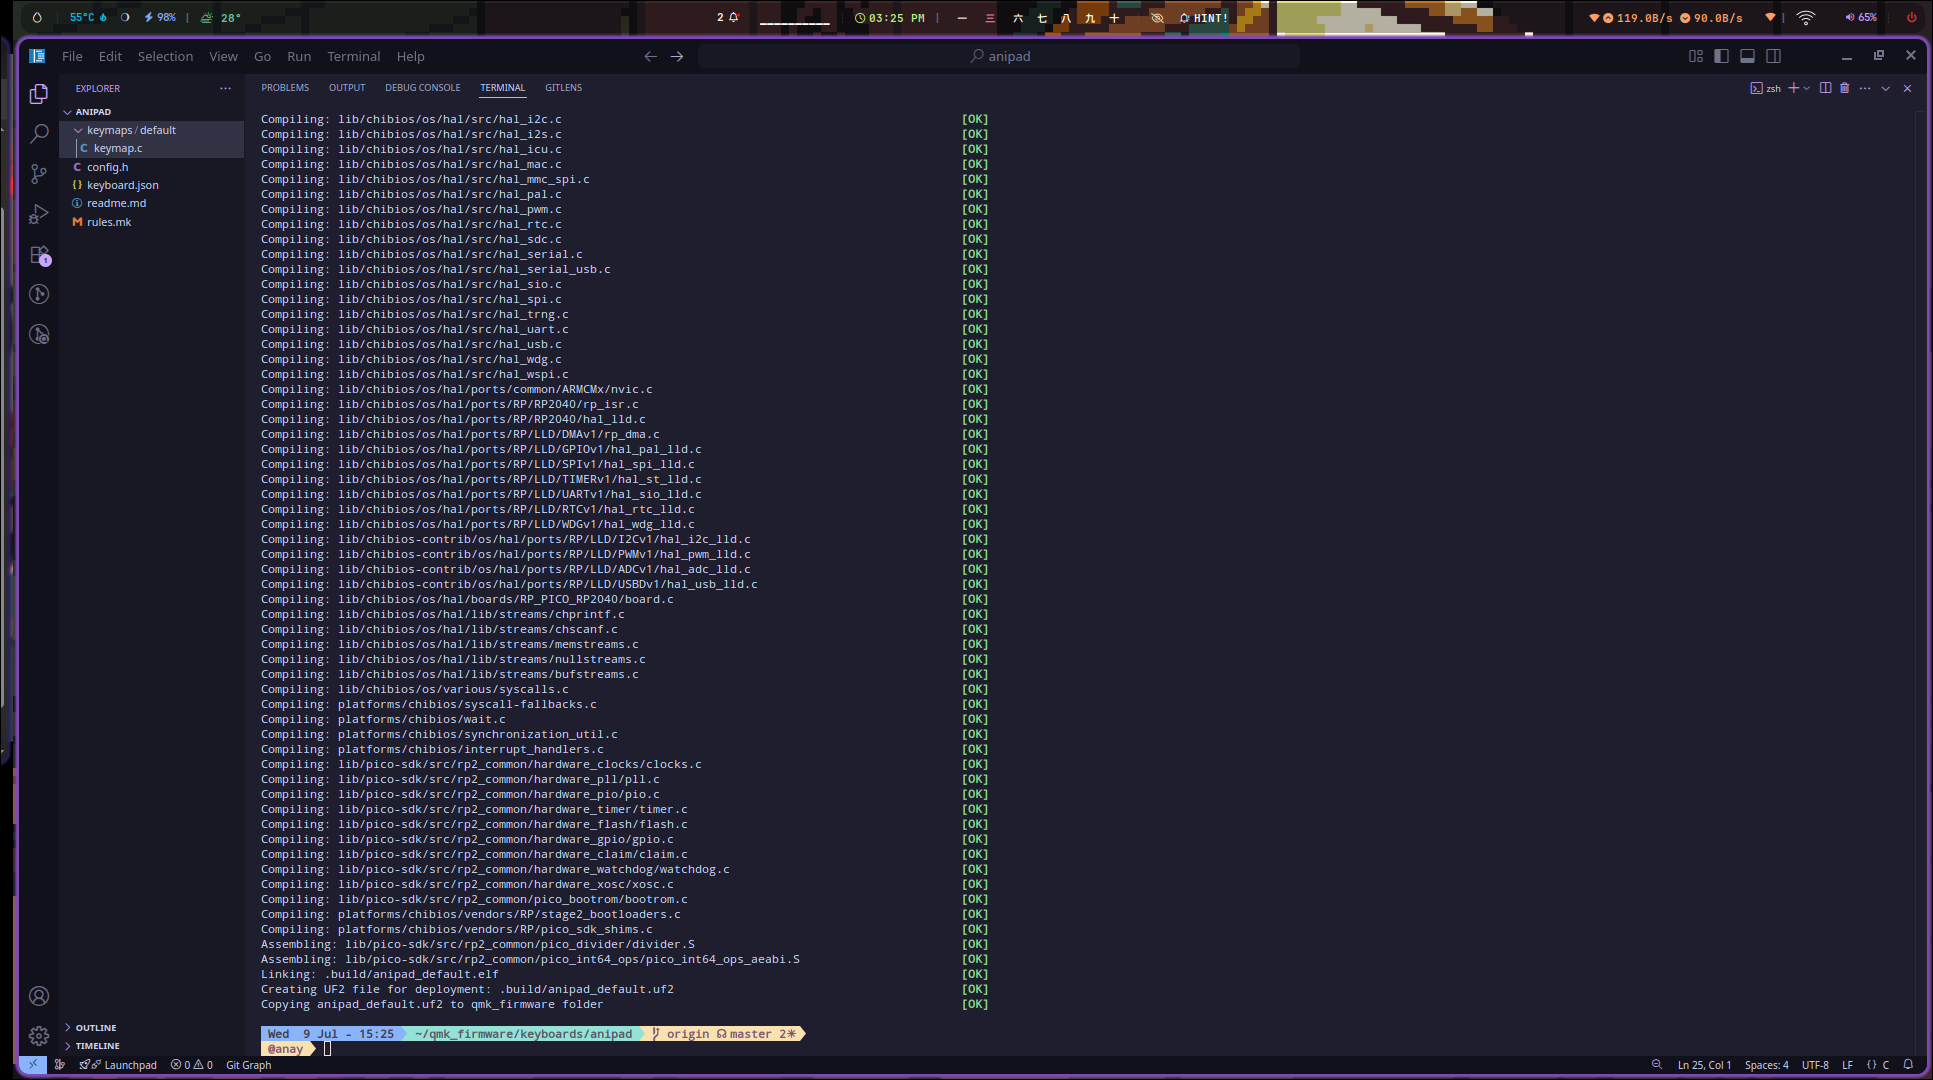 55°C 98% | 28° 2 03:25 PM | 一 三 六 七 八 九 十 HINT! 119.0B/s 90.0B/s | 65%
File Edit Selection View Go Run Terminal Help anipad
EXPLORER ... PROBLEMS OUTPUT DEBUG CONSOLE TERMINAL GITLENS zsh
ANIPAD
keymaps / default
C keymap.c
C config.h
{} keyboard.json
readme.md
M rules.mk
1
Compiling: lib/chibios/os/hal/src/hal_i2c.c [OK]
Compiling: lib/chibios/os/hal/src/hal_i2s.c [OK]
Compiling: lib/chibios/os/hal/src/hal_icu.c [OK]
Compiling: lib/chibios/os/hal/src/hal_mac.c [OK]
Compiling: lib/chibios/os/hal/src/hal_mmc_spi.c [OK]
Compiling: lib/chibios/os/hal/src/hal_pal.c [OK]
Compiling: lib/chibios/os/hal/src/hal_pwm.c [OK]
Compiling: lib/chibios/os/hal/src/hal_rtc.c [OK]
Compiling: lib/chibios/os/hal/src/hal_sdc.c [OK]
Compiling: lib/chibios/os/hal/src/hal_serial.c [OK]
Compiling: lib/chibios/os/hal/src/hal_serial_usb.c [OK]
Compiling: lib/chibios/os/hal/src/hal_sio.c [OK]
Compiling: lib/chibios/os/hal/src/hal_spi.c [OK]
Compiling: lib/chibios/os/hal/src/hal_trng.c [OK]
Compiling: lib/chibios/os/hal/src/hal_uart.c [OK]
Compiling: lib/chibios/os/hal/src/hal_usb.c [OK]
Compiling: lib/chibios/os/hal/src/hal_wdg.c [OK]
Compiling: lib/chibios/os/hal/src/hal_wspi.c [OK]
Compiling: lib/chibios/os/hal/ports/common/ARMCMx/nvic.c [OK]
Compiling: lib/chibios/os/hal/ports/RP/RP2040/rp_isr.c [OK]
Compiling: lib/chibios/os/hal/ports/RP/RP2040/hal_lld.c [OK]
Compiling: lib/chibios/os/hal/ports/RP/LLD/DMAv1/rp_dma.c [OK]
Compiling: lib/chibios/os/hal/ports/RP/LLD/GPIOv1/hal_pal_lld.c [OK]
Compiling: lib/chibios/os/hal/ports/RP/LLD/SPIv1/hal_spi_lld.c [OK]
Compiling: lib/chibios/os/hal/ports/RP/LLD/TIMERv1/hal_st_lld.c [OK]
Compiling: lib/chibios/os/hal/ports/RP/LLD/UARTv1/hal_sio_lld.c [OK]
Compiling: lib/chibios/os/hal/ports/RP/LLD/RTCv1/hal_rtc_lld.c [OK]
Compiling: lib/chibios/os/hal/ports/RP/LLD/WDGv1/hal_wdg_lld.c [OK]
Compiling: lib/chibios-contrib/os/hal/ports/RP/LLD/I2Cv1/hal_i2c_lld.c [OK]
Compiling: lib/chibios-contrib/os/hal/ports/RP/LLD/PWMv1/hal_pwm_lld.c [OK]
Compiling: lib/chibios-contrib/os/hal/ports/RP/LLD/ADCv1/hal_adc_lld.c [OK]
Compiling: lib/chibios-contrib/os/hal/ports/RP/LLD/USBDv1/hal_usb_lld.c [OK]
Compiling: lib/chibios/os/hal/boards/RP_PICO_RP2040/board.c [OK]
Compiling: lib/chibios/os/hal/lib/streams/chprintf.c [OK]
Compiling: lib/chibios/os/hal/lib/streams/chscanf.c [OK]
Compiling: lib/chibios/os/hal/lib/streams/memstreams.c [OK]
Compiling: lib/chibios/os/hal/lib/streams/nullstreams.c [OK]
Compiling: lib/chibios/os/hal/lib/streams/bufstreams.c [OK]
Compiling: lib/chibios/os/various/syscalls.c [OK]
Compiling: platforms/chibios/syscall-fallbacks.c [OK]
Compiling: platforms/chibios/wait.c [OK]
Compiling: platforms/chibios/synchronization_util.c [OK]
Compiling: platforms/chibios/interrupt_handlers.c [OK]
Compiling: lib/pico-sdk/src/rp2_common/hardware_clocks/clocks.c [OK]
Compiling: lib/pico-sdk/src/rp2_common/hardware_pll/pll.c [OK]
Compiling: lib/pico-sdk/src/rp2_common/hardware_pio/pio.c [OK]
Compiling: lib/pico-sdk/src/rp2_common/hardware_timer/timer.c [OK]
Compiling: lib/pico-sdk/src/rp2_common/hardware_flash/flash.c [OK]
Compiling: lib/pico-sdk/src/rp2_common/hardware_gpio/gpio.c [OK]
Compiling: lib/pico-sdk/src/rp2_common/hardware_claim/claim.c [OK]
Compiling: lib/pico-sdk/src/rp2_common/hardware_watchdog/watchdog.c [OK]
Compiling: lib/pico-sdk/src/rp2_common/hardware_xosc/xosc.c [OK]
Compiling: lib/pico-sdk/src/rp2_common/pico_bootrom/bootrom.c [OK]
Compiling: platforms/chibios/vendors/RP/stage2_bootloaders.c [OK]
Compiling: platforms/chibios/vendors/RP/pico_sdk_shims.c [OK]
Assembling: lib/pico-sdk/src/rp2_common/pico_divider/divider.S [OK]
Assembling: lib/pico-sdk/src/rp2_common/pico_int64_ops/pico_int64_ops_aeabi.S [OK]
Linking: .build/anipad_default.elf [OK]
Creating UF2 file for deployment: .build/anipad_default.uf2 [OK]
Copying anipad_default.uf2 to qmk_firmware folder [OK]
Wed 9 Jul - 15:25 ~/qmk_firmware/keyboards/anipad origin master 2*
@anay
OUTLINE
TIMELINE
Launchpad 0 0 Git Graph Ln 25, Col 1 Spaces: 4 UTF-8 LF {} C